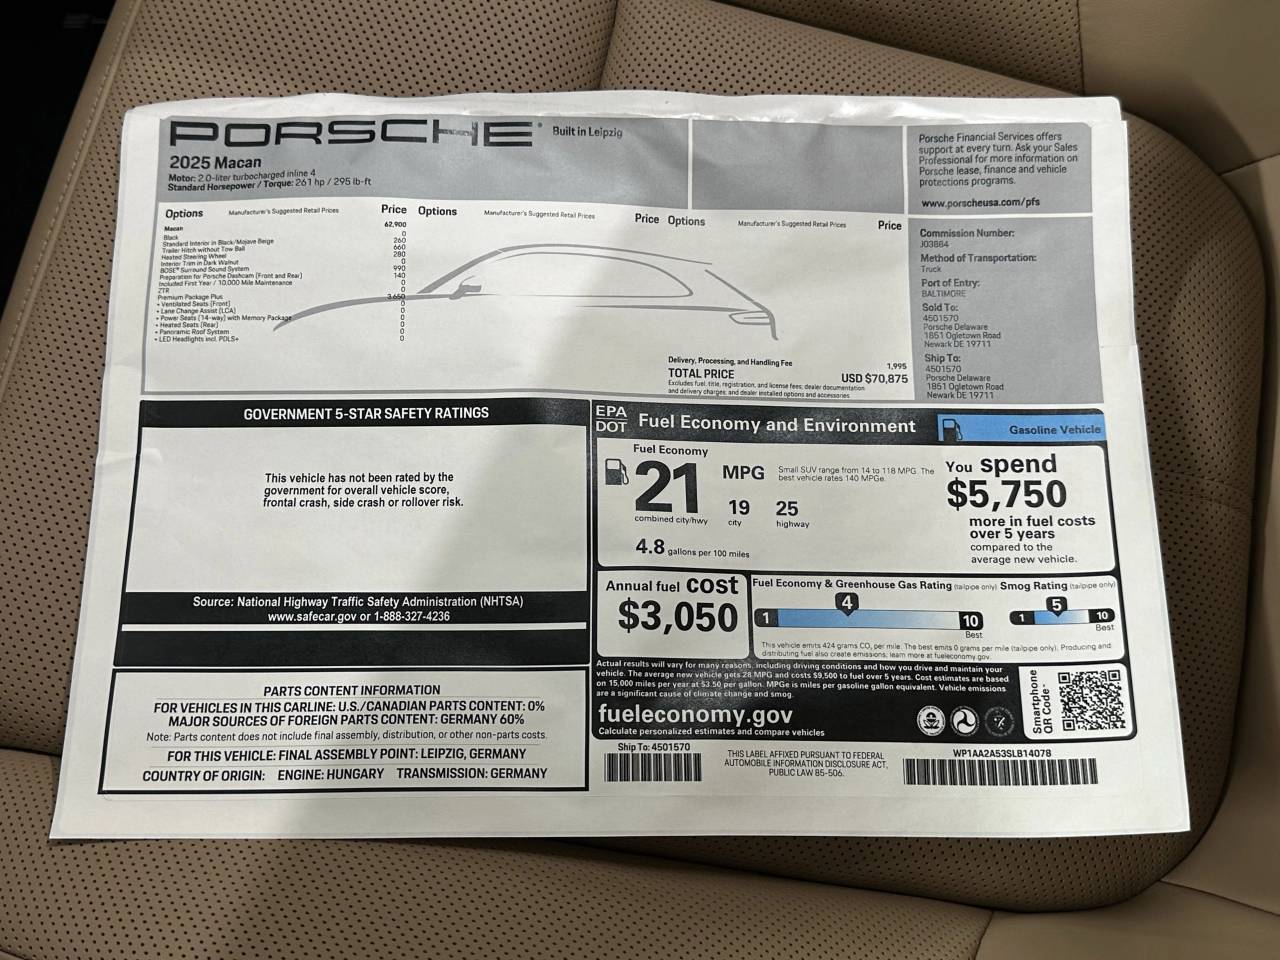 PORSCHE Built in Leipzig
2025 Macan
Motor: 2.0-liter turbocharged inline 4
Standard Horsepower / Torque: 261 hp / 295 lb-ft
Porsche Financial Services offers
support at every turn. Ask your Sales
Professional for more information on
Porsche lease, finance and vehicle
protections programs.
www.porscheusa.com/pfs
Options Manufacturer's Suggested Retail Prices Price Options Manufacturer's Suggested Retail Prices Price Options Manufacturer's Suggested Retail Prices Price
Macan 62,900
Black 0
Standard Interior in Black/Mojave Beige 260
Trailer Hitch without Tow Ball 660
Heated Steering Wheel 280
Interior Trim in Dark Walnut 0
BOSE® Surround Sound System 990
Preparation for Porsche Dashcam (Front and Rear) 140
Included First Year / 10,000 Mile Maintenance 0
ZTR 0
Premium Package Plus 3,650
• Ventilated Seats (Front) 0
• Lane Change Assist (LCA) 0
• Power Seats (14-way) with Memory Package 0
• Heated Seats (Rear) 0
• Panoramic Roof System 0
• LED Headlights incl. PDLS+ 0
Delivery, Processing, and Handling Fee 1,995
TOTAL PRICE USD $70,875
Excludes fuel, title, registration, and license fees; dealer documentation
and delivery charges; and dealer installed options and accessories.
Commission Number:
J03884
Method of Transportation:
Truck
Port of Entry:
BALTIMORE
Sold To:
4501570
Porsche Delaware
1851 Ogletown Road
Newark DE 19711
Ship To:
4501570
Porsche Delaware
1851 Ogletown Road
Newark DE 19711
GOVERNMENT 5-STAR SAFETY RATINGS
This vehicle has not been rated by the
government for overall vehicle score,
frontal crash, side crash or rollover risk.
Source: National Highway Traffic Safety Administration (NHTSA)
www.safecar.gov or 1-888-327-4236
PARTS CONTENT INFORMATION
FOR VEHICLES IN THIS CARLINE: U.S./CANADIAN PARTS CONTENT: 0%
MAJOR SOURCES OF FOREIGN PARTS CONTENT: GERMANY 60%
Note: Parts content does not include final assembly, distribution, or other non-parts costs.
FOR THIS VEHICLE: FINAL ASSEMBLY POINT: LEIPZIG, GERMANY
COUNTRY OF ORIGIN: ENGINE: HUNGARY TRANSMISSION: GERMANY
EPA
DOT
Fuel Economy and Environment
Gasoline Vehicle
Fuel Economy
21 MPG
combined city/hwy
19
city
25
highway
4.8 gallons per 100 miles
Small SUV range from 14 to 118 MPG. The
best vehicle rates 140 MPGe.
You spend
$5,750
more in fuel costs
over 5 years
compared to the
average new vehicle.
Annual fuel cost
$3,050
Fuel Economy & Greenhouse Gas Rating (tailpipe only) Smog Rating (tailpipe only)
1 4 10
Best
1 5 10
Best
This vehicle emits 424 grams CO₂ per mile. The best emits 0 grams per mile (tailpipe only). Producing and
distributing fuel also create emissions; learn more at fueleconomy.gov.
Actual results will vary for many reasons, including driving conditions and how you drive and maintain your
vehicle. The average new vehicle gets 28 MPG and costs $9,500 to fuel over 5 years. Cost estimates are based
on 15,000 miles per year at $3.50 per gallon. MPGe is miles per gasoline gallon equivalent. Vehicle emissions
are a significant cause of climate change and smog.
fueleconomy.gov
Calculate personalized estimates and compare vehicles
Smartphone
QR Code™
Ship To: 4501570
THIS LABEL AFFIXED PURSUANT TO FEDERAL
AUTOMOBILE INFORMATION DISCLOSURE ACT,
PUBLIC LAW 85-506.
WP1AA2A53SLB14078